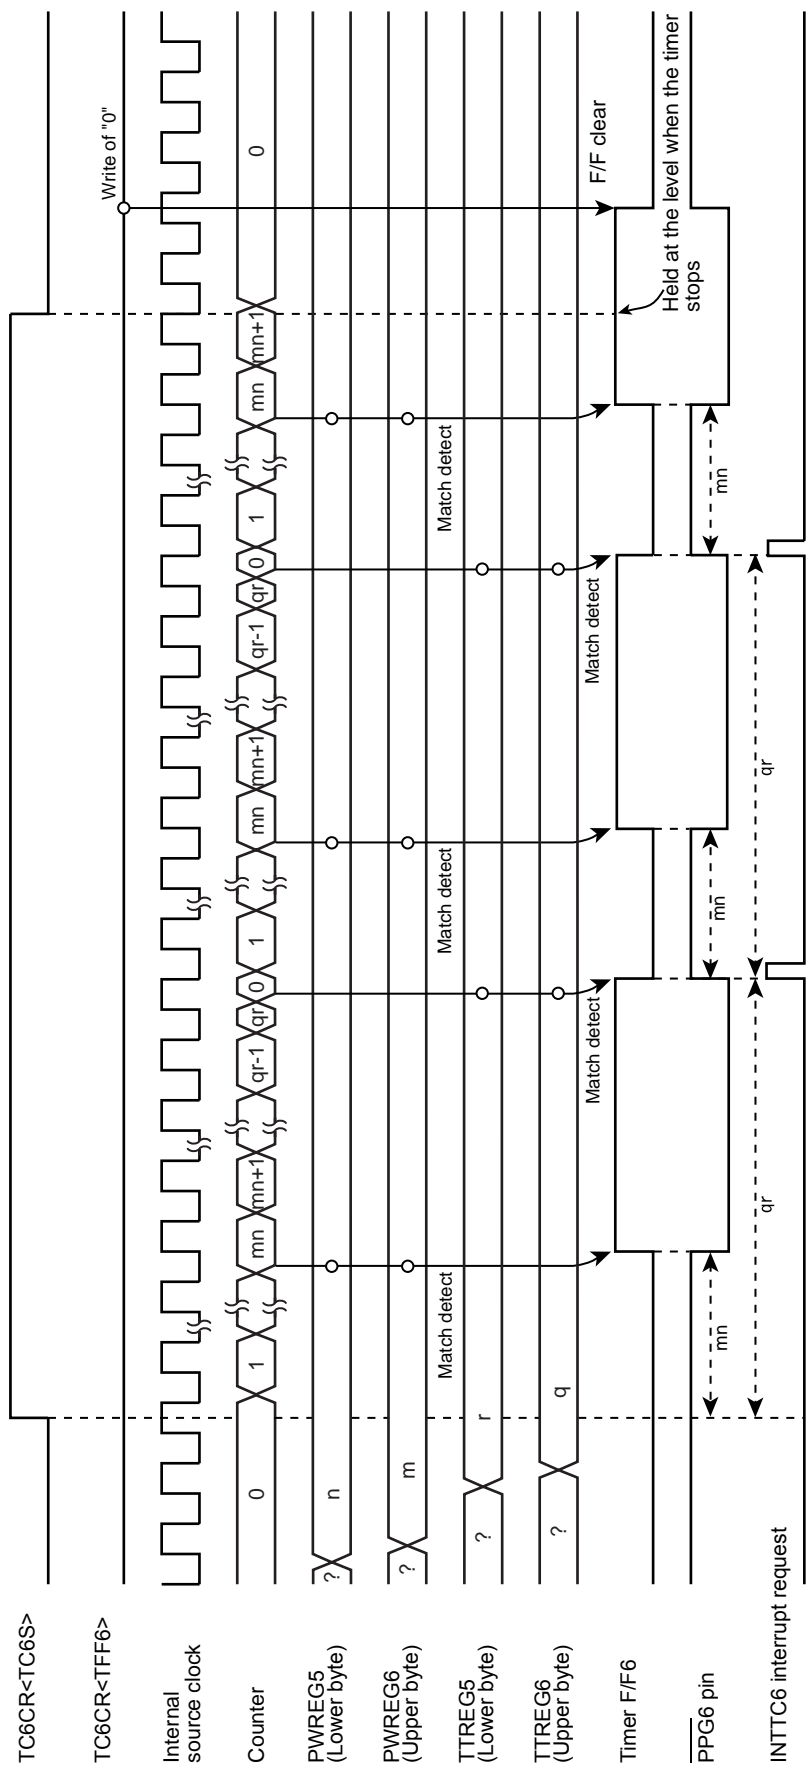 TC6CR<TC6S>
TC6CR<TFF6>
Write of "0"
Internal
source clock
Counter
0
1
mn
mn+1
qr-1
qr
0
1
mn
mn+1
qr-1
qr
0
1
mn
mn+1
0
PWREG5
(Lower byte)
?
n
PWREG6
(Upper byte)
?
m
Match detect
Match detect
Match detect
TTREG5
(Lower byte)
?
r
TTREG6
(Upper byte)
?
q
Match detect
Match detect
F/F clear
Timer F/F6
Held at the level when the timer
stops
PPG6 pin
mn
mn
mn
qr
qr
INTTC6 interrupt request